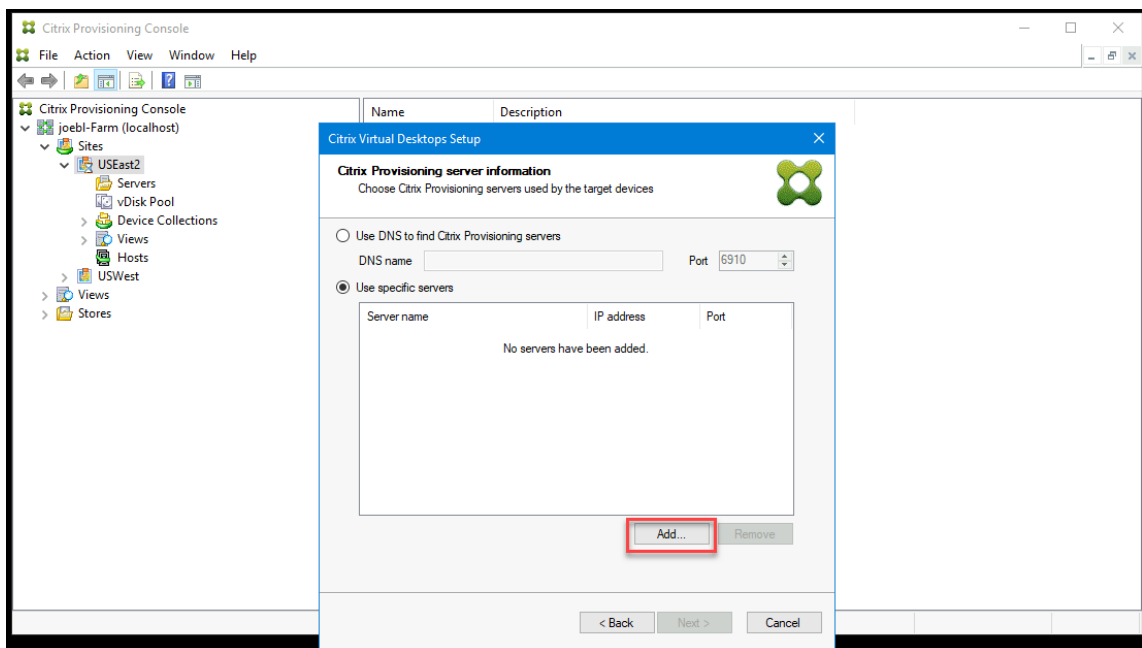 Citrix Provisioning Console
File Action View Window Help
Citrix Provisioning Console
joebl-Farm (localhost)
Sites
USEast2
Servers
vDisk Pool
Device Collections
Views
Hosts
USWest
Views
Stores
Name Description
Citrix Virtual Desktops Setup
Citrix Provisioning server information
Choose Citrix Provisioning servers used by the target devices
Use DNS to find Citrix Provisioning servers
DNS name Port 6910
Use specific servers
Server name IP address Port
No servers have been added.
Add... Remove
< Back Next > Cancel